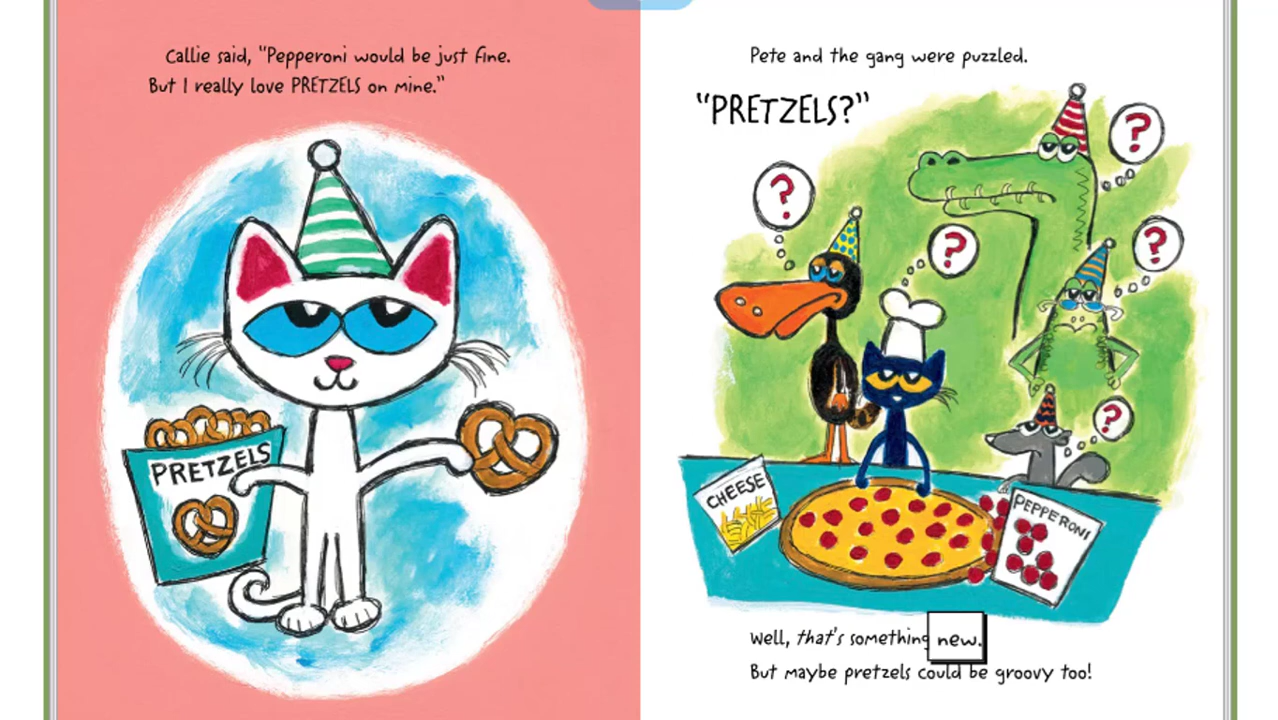 Callie said, "Pepperoni would be just fine.
But I really love PRETZELS on mine."
PRETZELS
Pete and the gang were puzzled.
"PRETZELS?"
?
?
?
?
?
CHEESE
PEPPERONI
Well, that's something new.
But maybe pretzels could be groovy too!